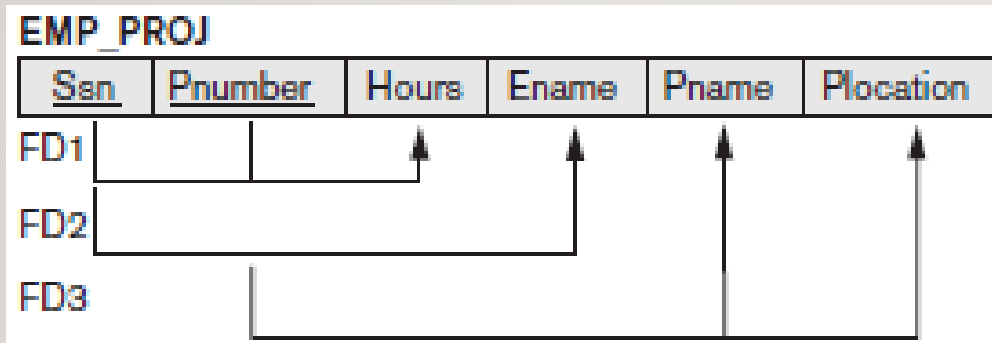 EMP_PROJ
Ssn Pnumber Hours Ename Pname Plocation
FD1
FD2
FD3